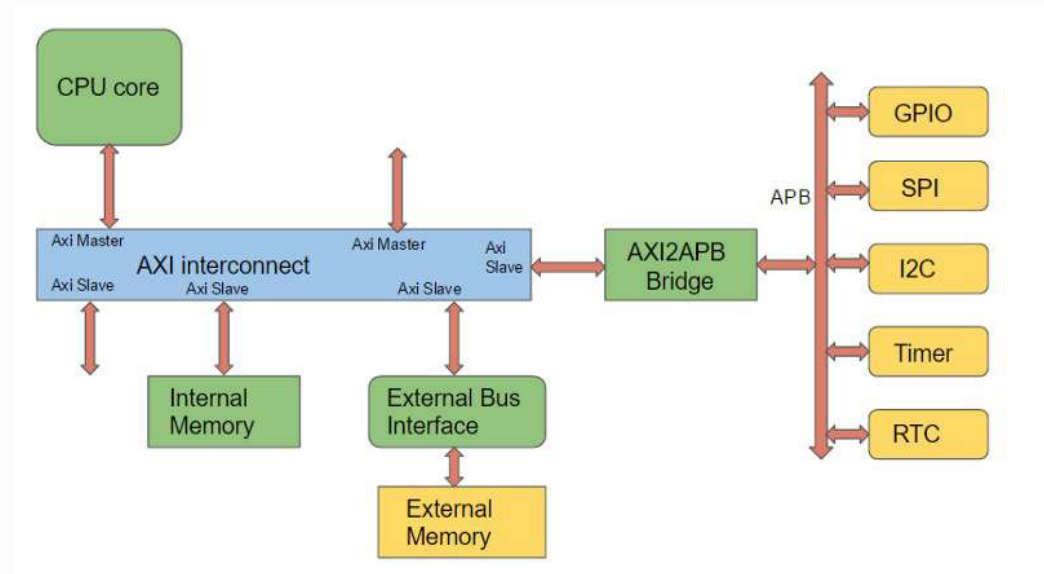 CPU core
GPIO
SPI
APB
Axi Master
Axi Master
Axi
Slave
AXI interconnect
AXI2APB
Bridge
I2C
Axi Slave
Axi Slave
Axi Slave
Timer
Internal
Memory
External Bus
Interface
RTC
External
Memory